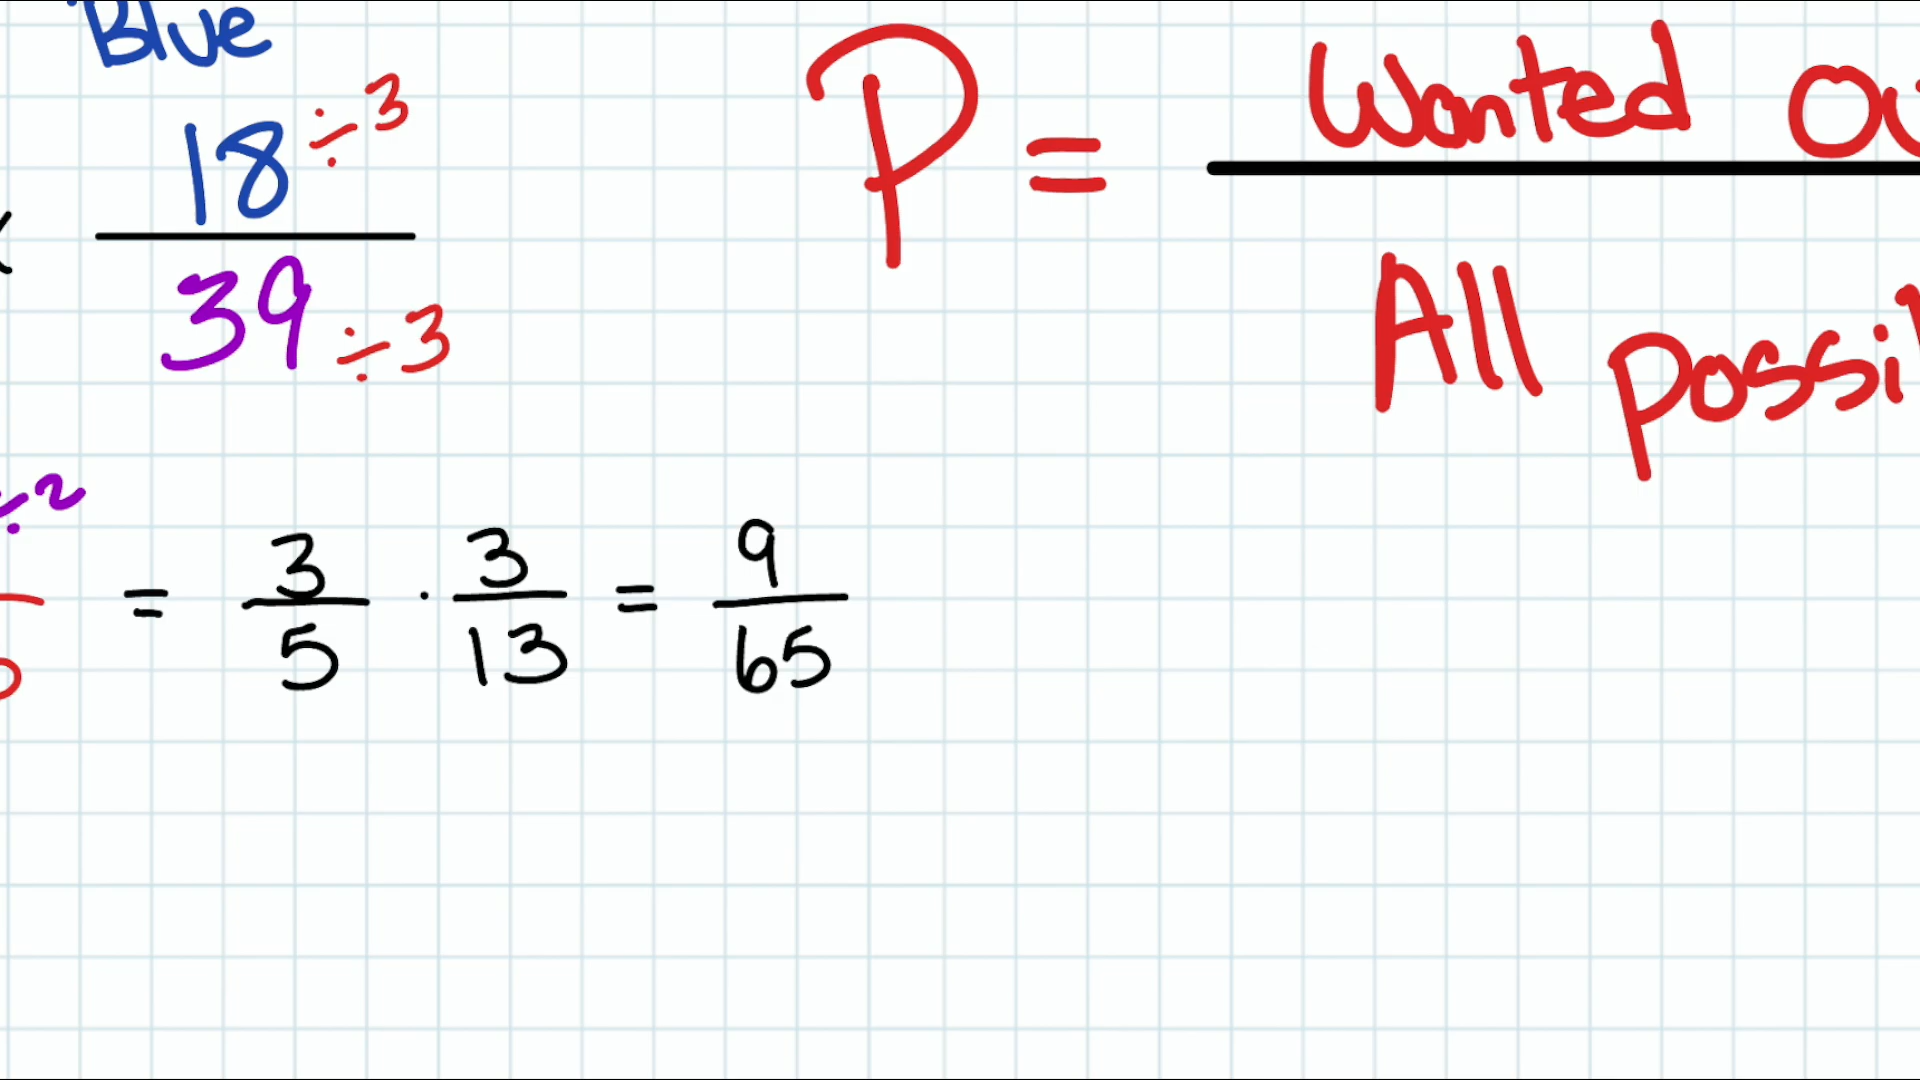 Blue
18 ÷3
39 ÷3
P = Wanted
All
÷2
= 3/5 · 3/13 = 9/65